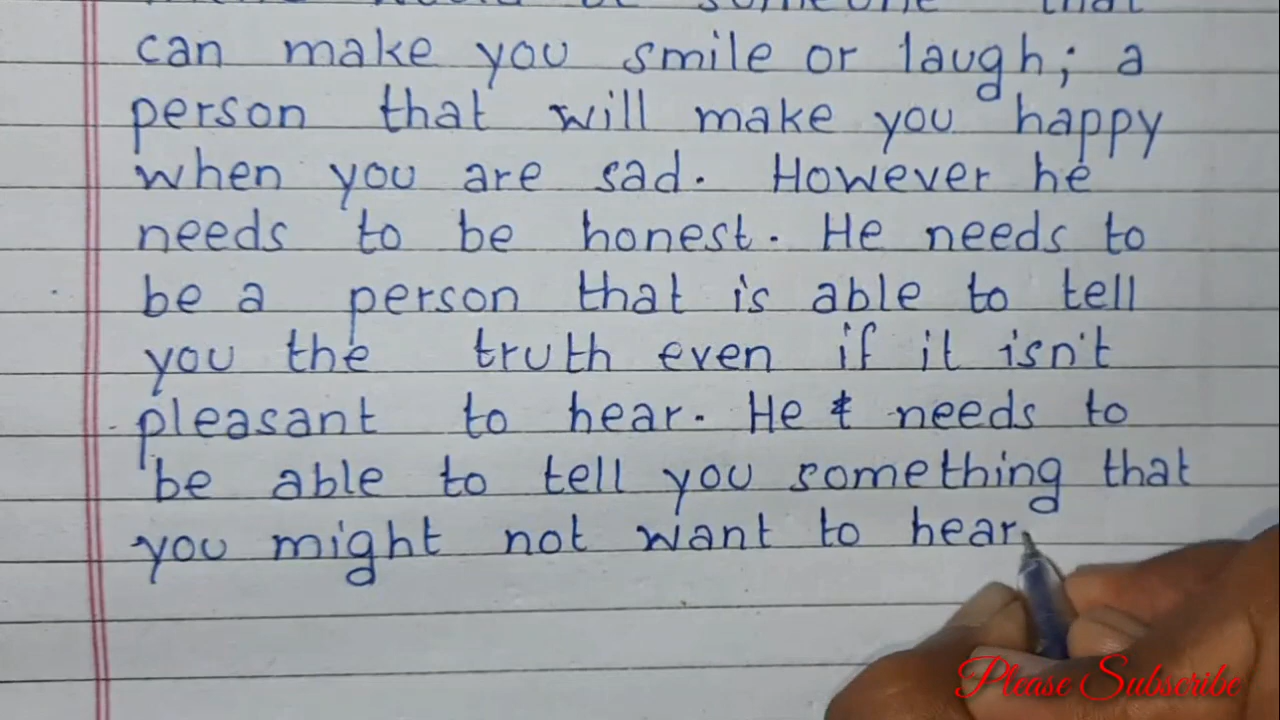 someone that
can make you smile or laugh; a
person that will make you happy
when you are sad. However he
needs to be honest. He needs to
be a person that is able to tell
you the truth even if it isn't
pleasant to hear. He needs to
be able to tell you something that
you might not want to hear
Please Subscribe